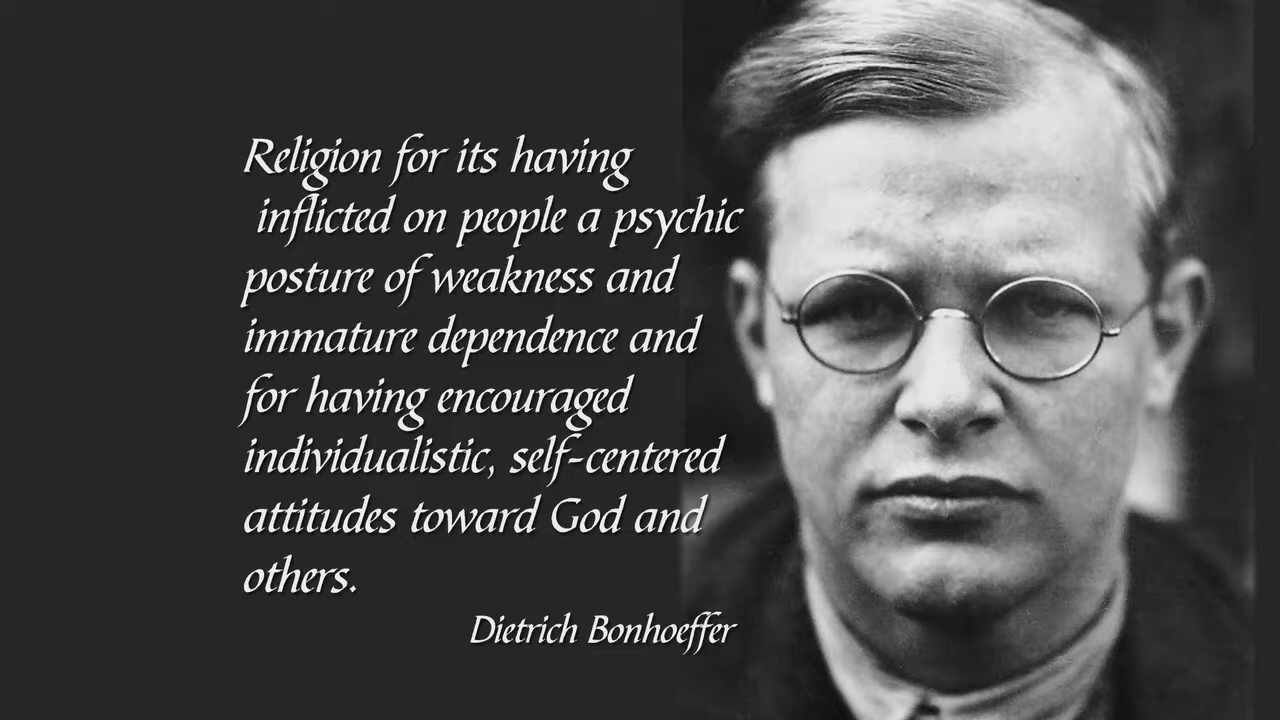 Religion for its having
inflicted on people a psychic
posture of weakness and
immature dependence and
for having encouraged
individualistic, self-centered
attitudes toward God and
others.
Dietrich Bonhoeffer